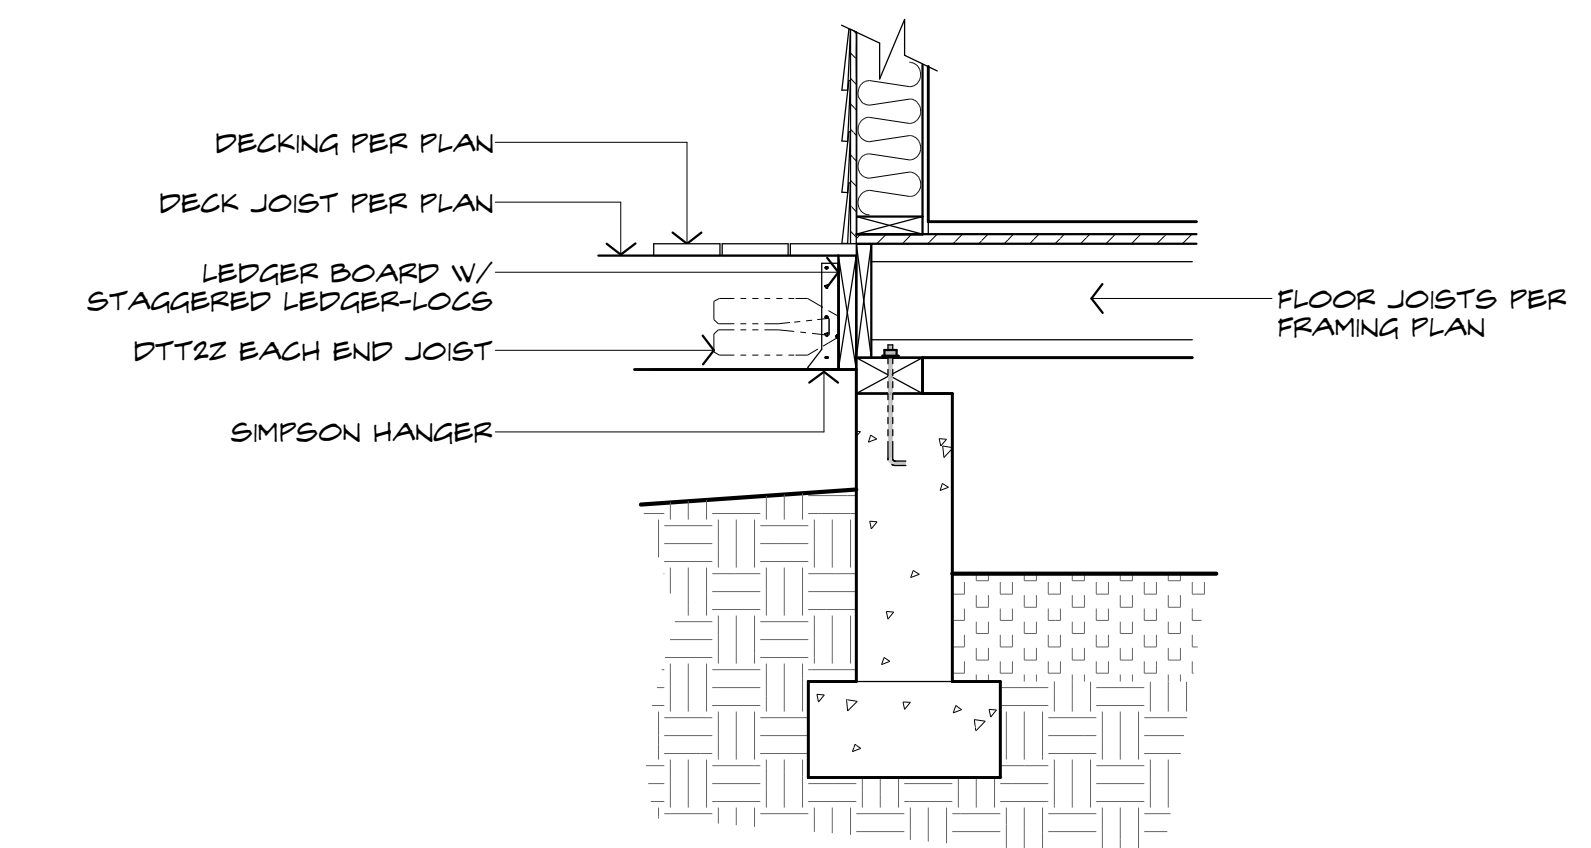 DECKING PER PLAN
DECK JOIST PER PLAN
LEDGER BOARD W/
STAGGERED LEDGER-LOCS
DTT2Z EACH END JOIST
SIMPSON HANGER
FLOOR JOISTS PER
FRAMING PLAN